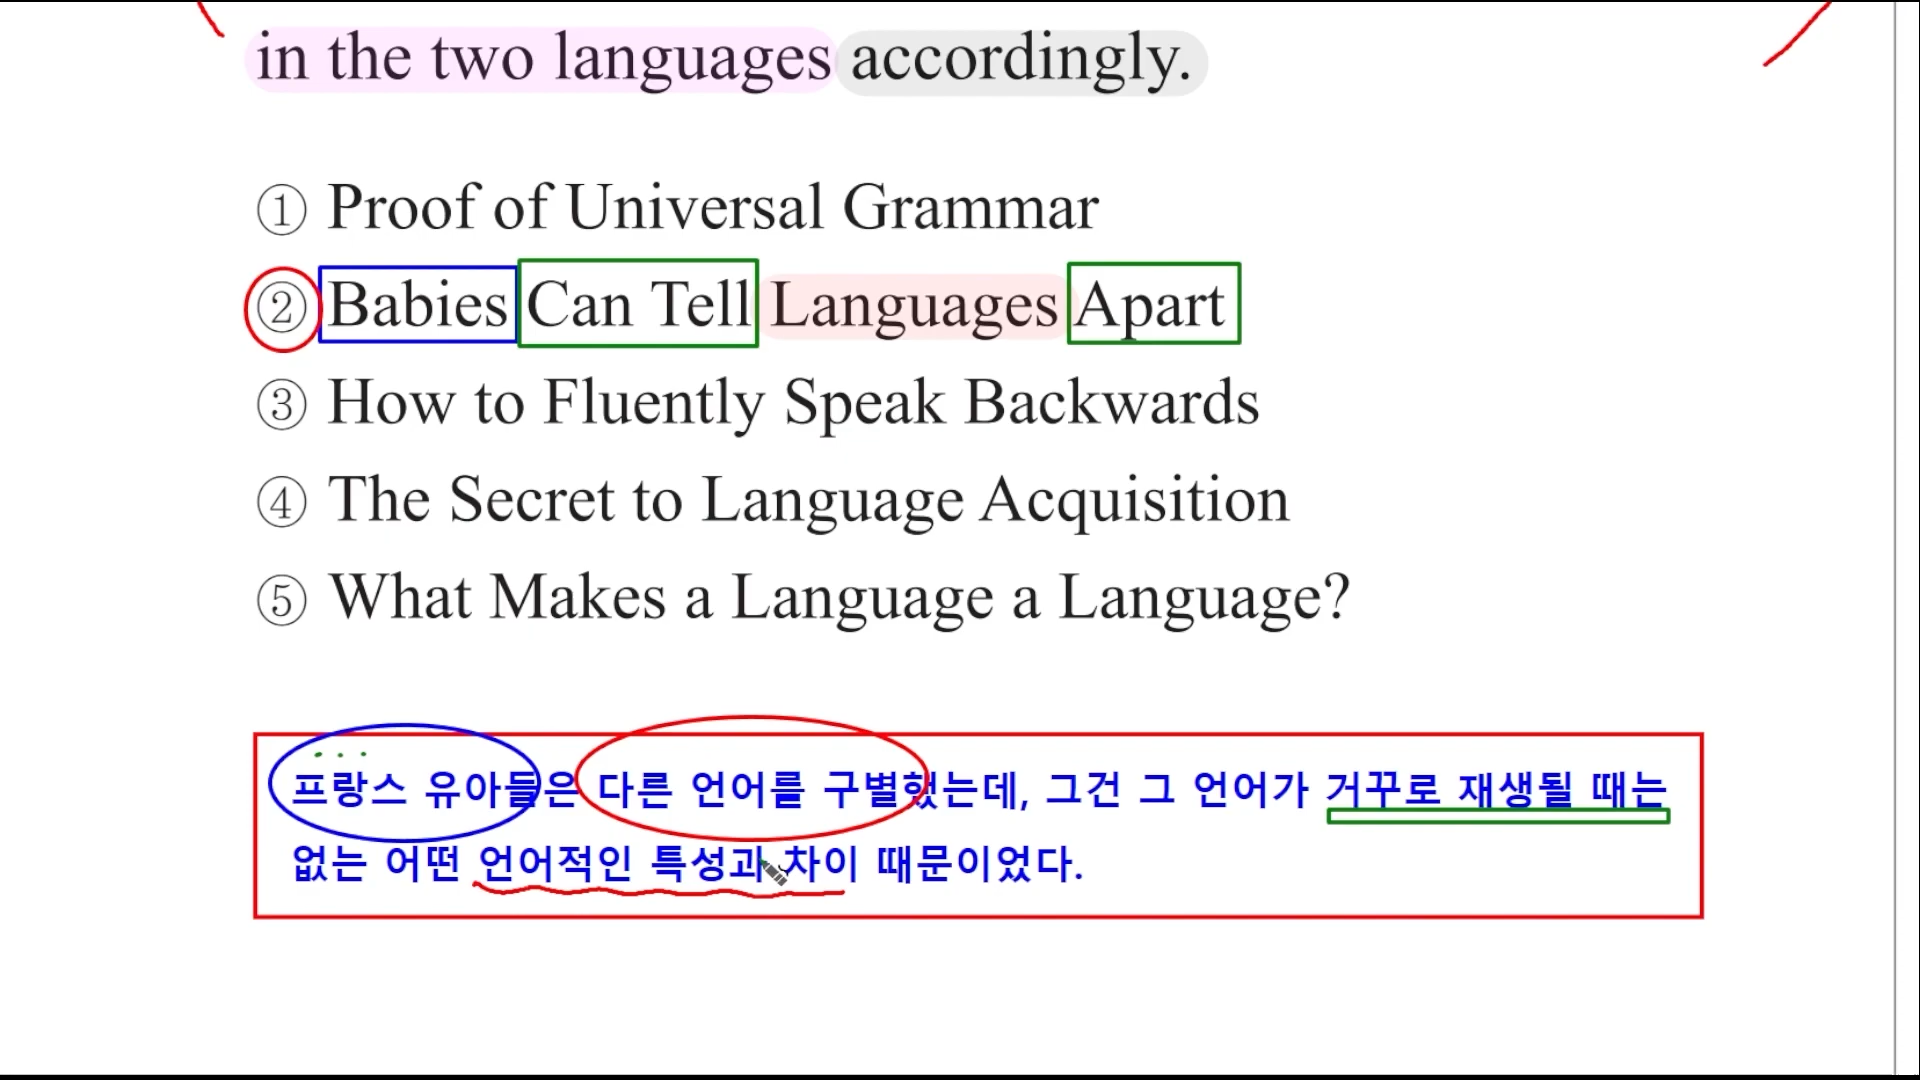 in the two languages accordingly.
① Proof of Universal Grammar
② Babies Can Tell Languages Apart
③ How to Fluently Speak Backwards
④ The Secret to Language Acquisition
⑤ What Makes a Language a Language?
프랑스 유아들은 다른 언어를 구별했는데, 그건 그 언어가 거꾸로 재생될 때는
없는 어떤 언어적인 특성과 차이 때문이었다.